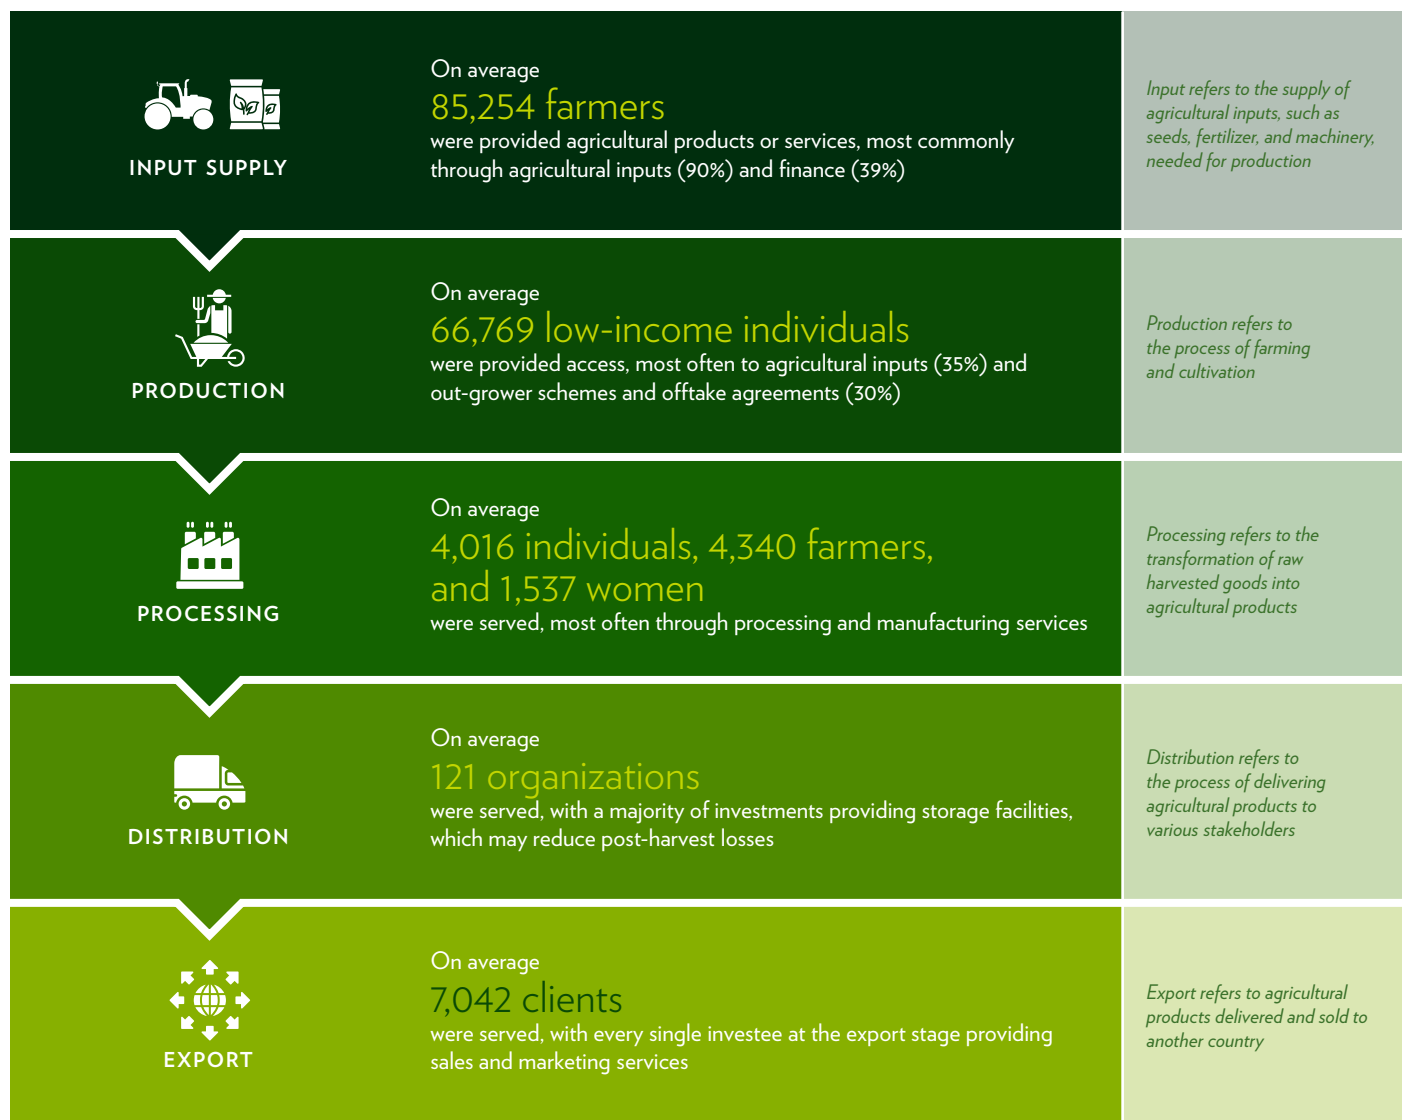 INPUT SUPPLY
On average
85,254 farmers
were provided agricultural products or services, most commonly
through agricultural inputs (90%) and finance (39%)
Input refers to the supply of
agricultural inputs, such as
seeds, fertilizer, and machinery,
needed for production
PRODUCTION
On average
66,769 low-income individuals
were provided access, most often to agricultural inputs (35%) and
out-grower schemes and offtake agreements (30%)
Production refers to
the process of farming
and cultivation
PROCESSING
On average
4,016 individuals, 4,340 farmers,
and 1,537 women
were served, most often through processing and manufacturing services
Processing refers to the
transformation of raw
harvested goods into
agricultural products
DISTRIBUTION
On average
121 organizations
were served, with a majority of investments providing storage facilities,
which may reduce post-harvest losses
Distribution refers to
the process of delivering
agricultural products to
various stakeholders
EXPORT
On average
7,042 clients
were served, with every single investee at the export stage providing
sales and marketing services
Export refers to agricultural
products delivered and sold to
another country